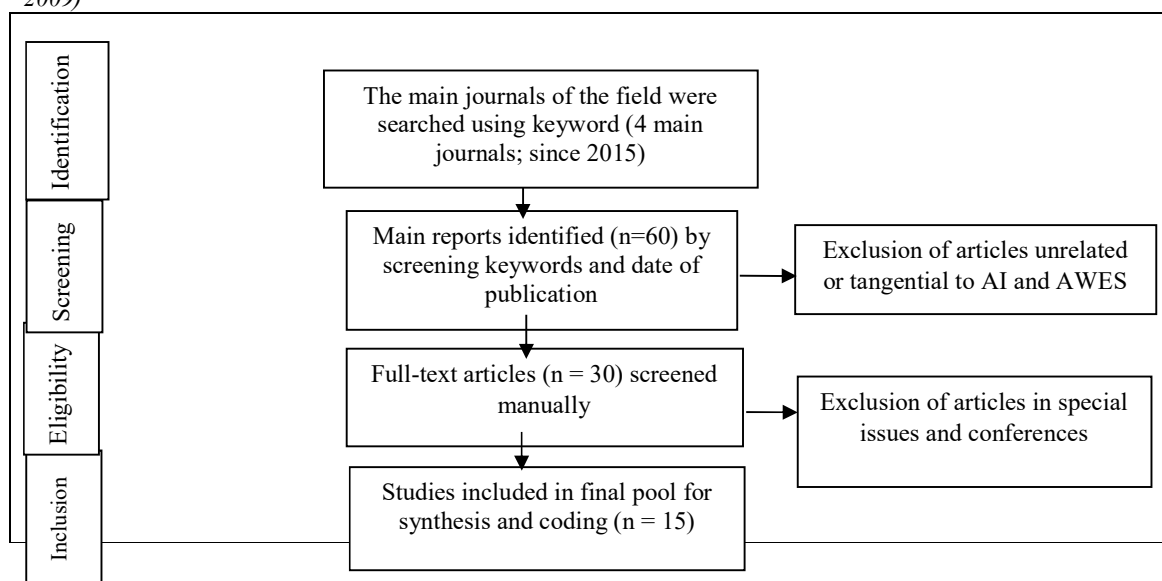 2009)
Identification
The main journals of the field were
searched using keyword (4 main
journals; since 2015)
Screening
Main reports identified (n=60) by
screening keywords and date of
publication
Exclusion of articles unrelated
or tangential to AI and AWES
Eligibility
Full-text articles (n = 30) screened
manually
Exclusion of articles in special
issues and conferences
Inclusion
Studies included in final pool for
synthesis and coding (n = 15)